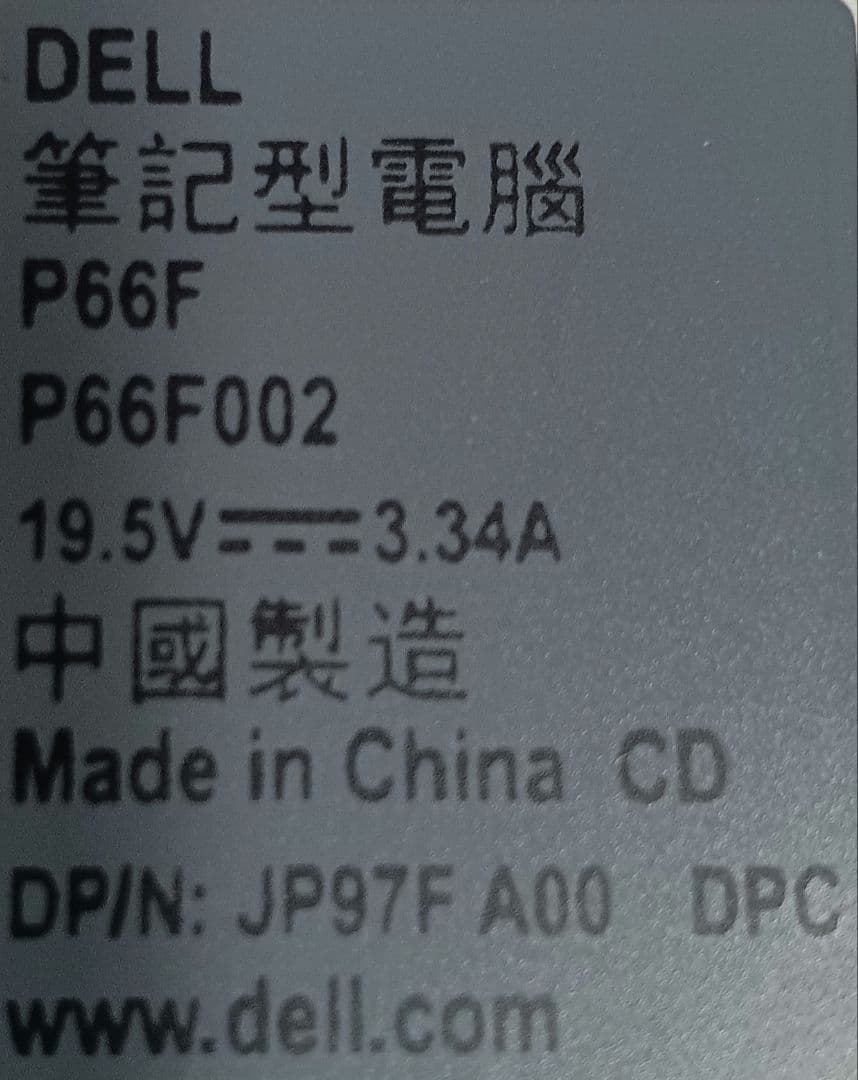 DELL
筆記型電腦
P66F
P66F002
19.5V⎓3.34A
中國製造
Made in China CD
DP/N: JP97F A00 DPC
www.dell.com